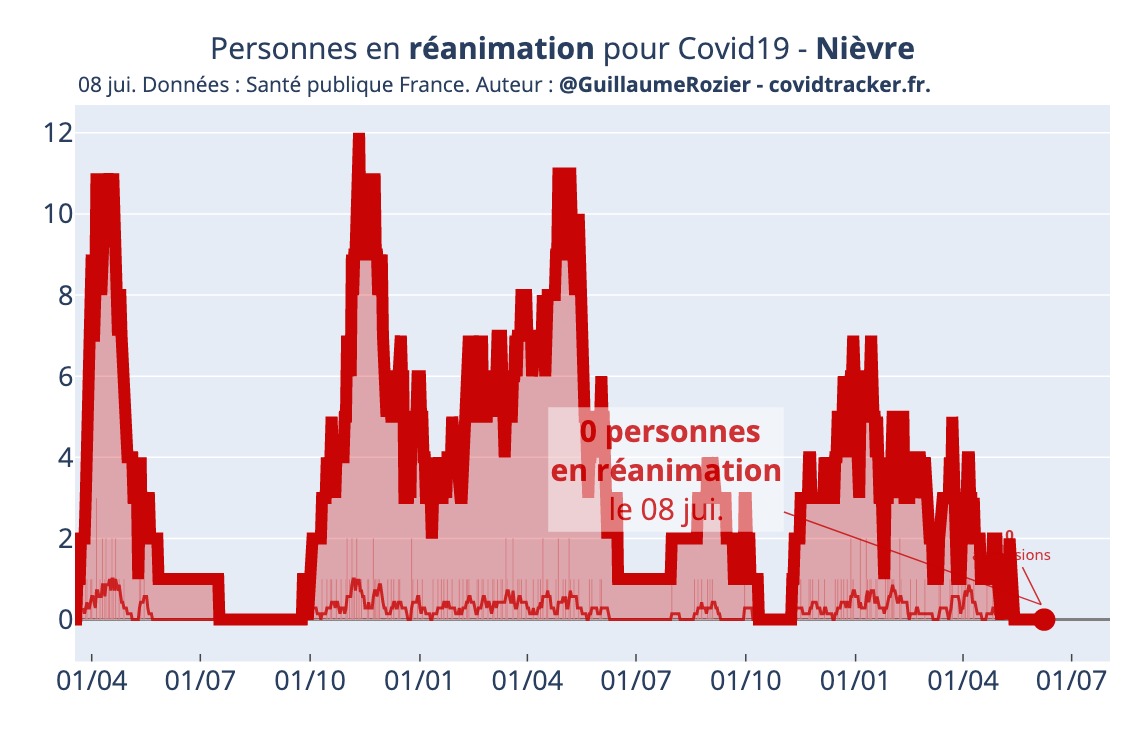 Personnes en réanimation pour Covid19 - Nièvre
08 jui. Données : Santé publique France. Auteur : @GuillaumeRozier - covidtracker.fr.
12
10
8
6
4
2
0
0 personnes
en réanimation
le 08 jui.
0
01/04 01/07 01/10 01/01 01/04 01/07 01/10 01/01 01/04 01/07